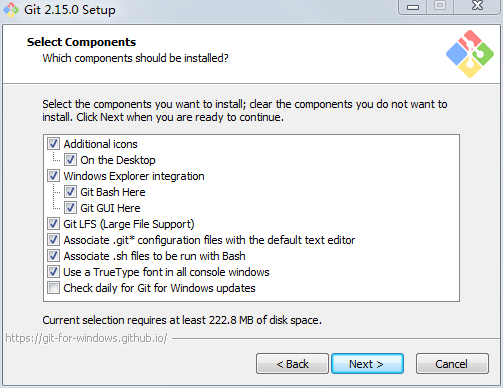 Git 2.15.0 Setup
Select Components
Which components should be installed?
Select the components you want to install; clear the components you do not want to
install. Click Next when you are ready to continue.
Additional icons
On the Desktop
Windows Explorer integration
Git Bash Here
Git GUI Here
Git LFS (Large File Support)
Associate .git* configuration files with the default text editor
Associate .sh files to be run with Bash
Use a TrueType font in all console windows
Check daily for Git for Windows updates
Current selection requires at least 222.8 MB of disk space.
https://git-for-windows.github.io/
< Back
Next >
Cancel